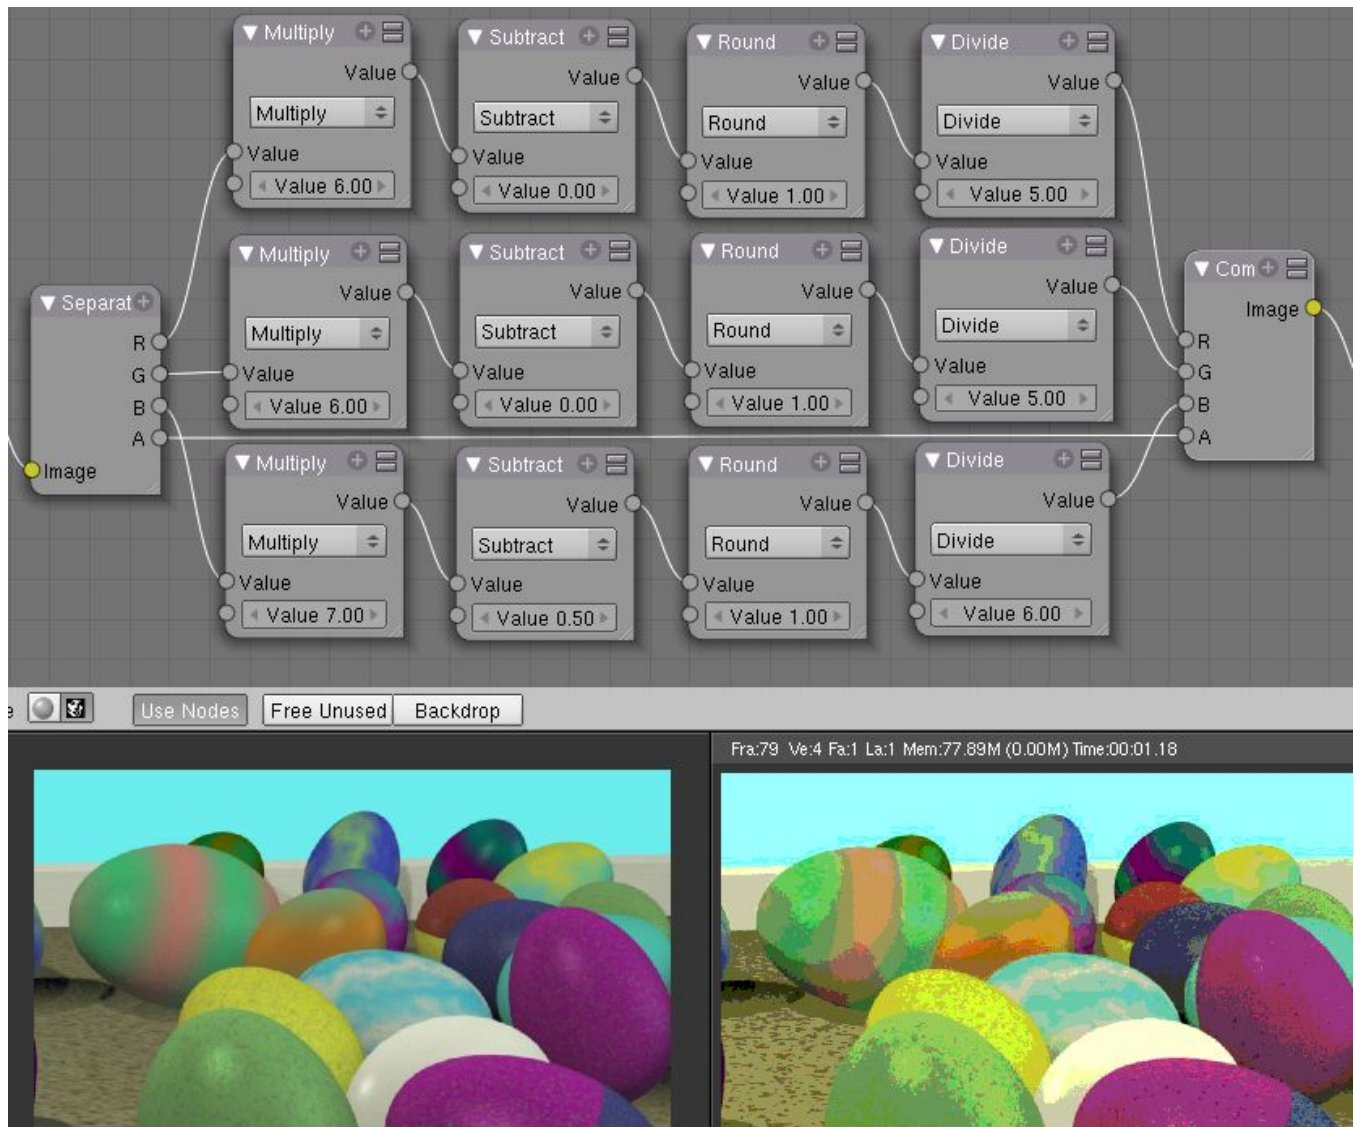 Multiply
Value
Multiply
Value
Value 6.00
Subtract
Value
Subtract
Value
Value 0.00
Round
Value
Round
Value
Value 1.00
Divide
Value
Divide
Value
Value 5.00
Separat
R
G
B
A
Image
Multiply
Value
Multiply
Value
Value 6.00
Subtract
Value
Subtract
Value
Value 0.00
Round
Value
Round
Value
Value 1.00
Divide
Value
Divide
Value
Value 5.00
Com
Image
R
G
B
A
Multiply
Value
Multiply
Value
Value 7.00
Subtract
Value
Subtract
Value
Value 0.50
Round
Value
Round
Value
Value 1.00
Divide
Value
Divide
Value
Value 6.00
Use Nodes
Free Unused
Backdrop
Fra:79 Ve:4 Fa:1 La:1 Mem:77.89M (0.00M) Time:00:01.18